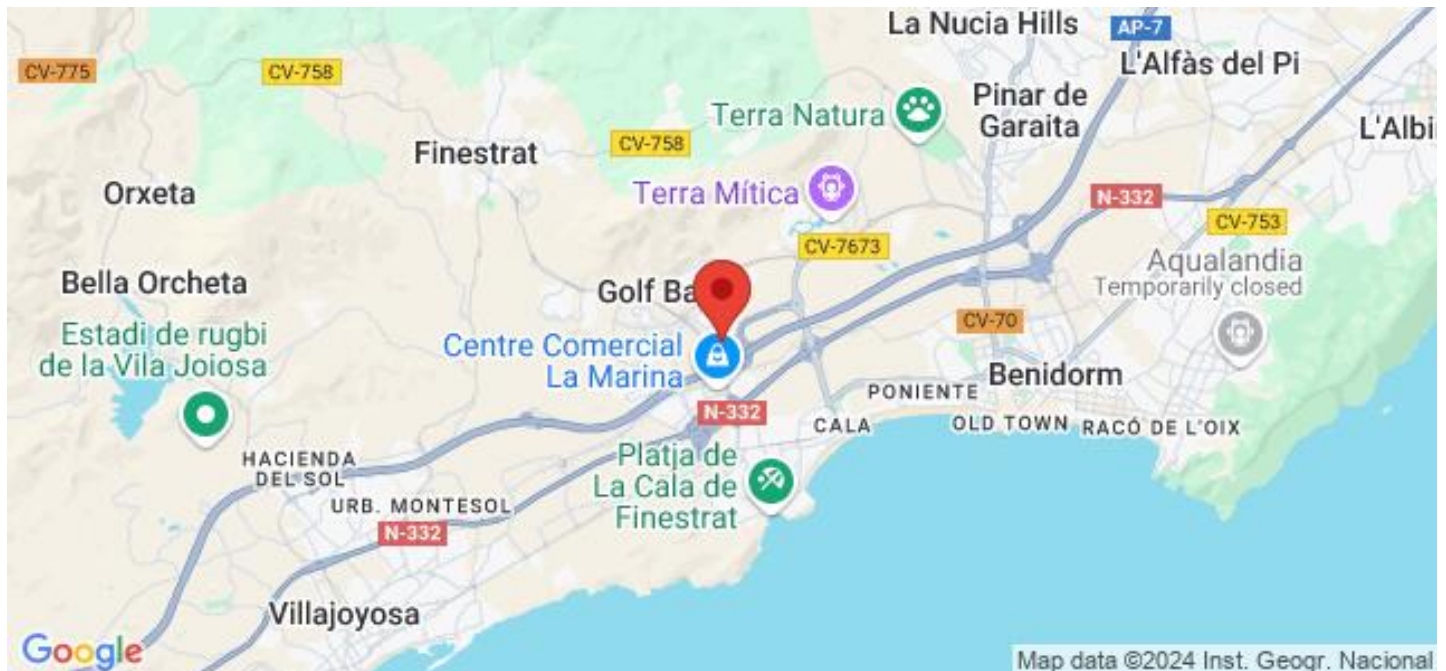 La Nucia Hills
AP-7
L'Alfàs del Pi
CV-775
CV-758
Terra Natura
Pinar de
Garaita
L'Albi
Finestrat
CV-758
Orxeta
Terra Mítica
N-332
CV-7673
CV-753
Bella Orcheta
Golf Ba
Aqualandia
Temporarily closed
Estadi de rugbi
de la Vila Joiosa
Centre Comercial
La Marina
CV-70
Benidorm
PONIENTE
N-332
CALA
OLD TOWN
RACÓ DE L'OIX
HACIENDA
DEL SOL
Platja de
La Cala de
Finestrat
URB. MONTESOL
N-332
Villajoyosa
Google
Map data ©2024 Inst. Geogr. Nacional